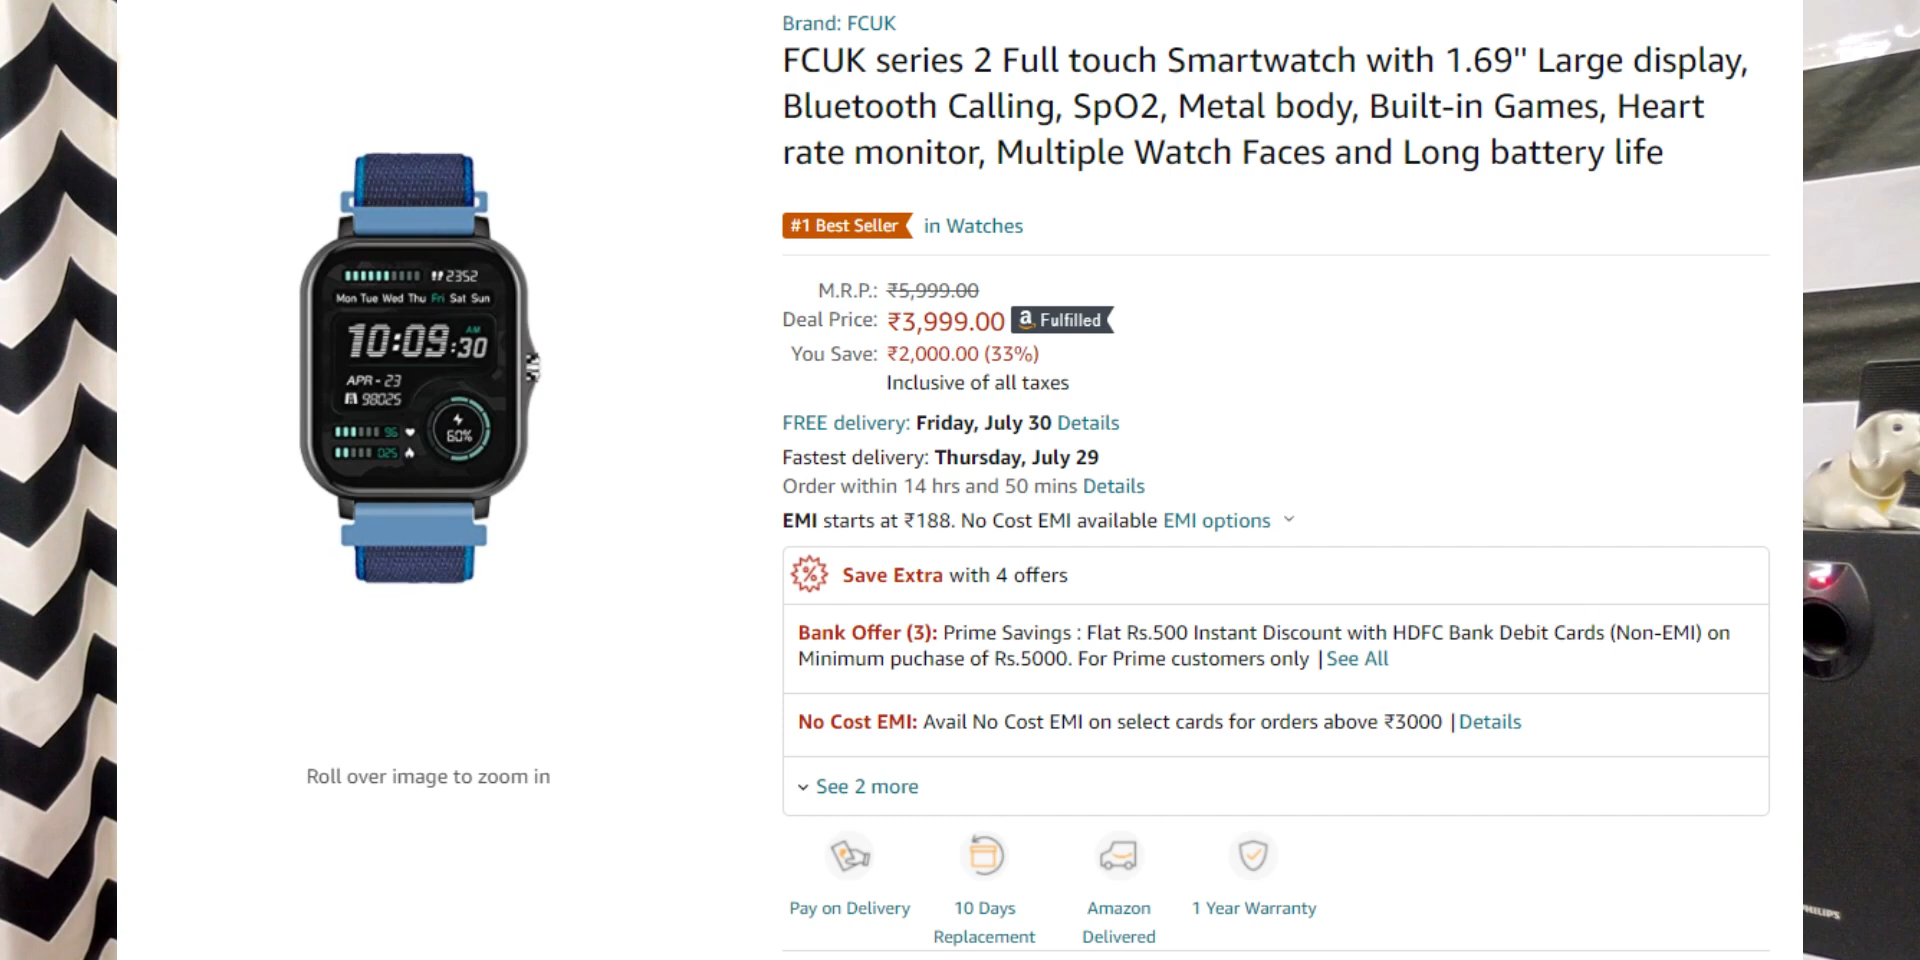 Brand: FCUK
FCUK series 2 Full touch Smartwatch with 1.69" Large display,
Bluetooth Calling, SpO2, Metal body, Built-in Games, Heart
rate monitor, Multiple Watch Faces and Long battery life
#1 Best Seller in Watches
M.R.P.: ₹5,999.00
Deal Price: ₹3,999.00 a Fulfilled
You Save: ₹2,000.00 (33%)
Inclusive of all taxes
FREE delivery: Friday, July 30 Details
Fastest delivery: Thursday, July 29
Order within 14 hrs and 50 mins Details
EMI starts at ₹188. No Cost EMI available EMI options
Save Extra with 4 offers
Bank Offer (3): Prime Savings : Flat Rs.500 Instant Discount with HDFC Bank Debit Cards (Non-EMI) on
Minimum puchase of Rs.5000. For Prime customers only | See All
No Cost EMI: Avail No Cost EMI on select cards for orders above ₹3000 | Details
See 2 more
Pay on Delivery
10 Days
Replacement
Amazon
Delivered
1 Year Warranty
2352
Mon Tue Wed Thu Fri Sat Sun
AM
10:09:30
APR - 23
98025
96
025
60%
Roll over image to zoom in
PHILIPS